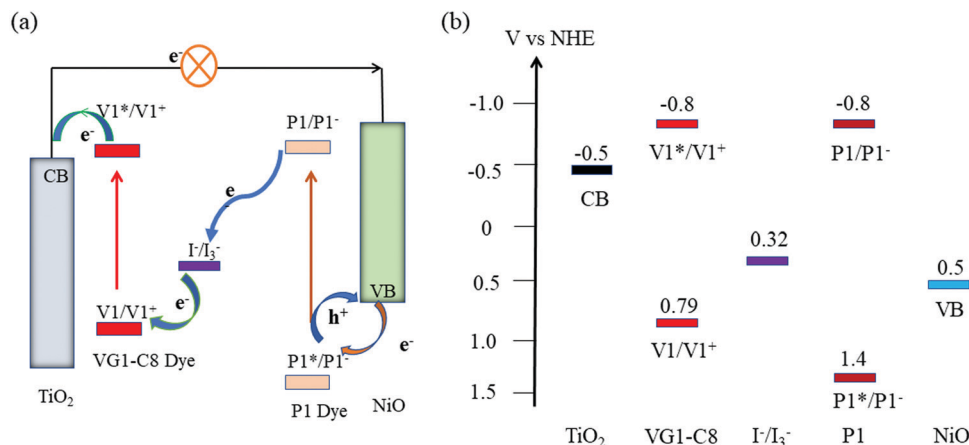 (a)
e⁻
V1*/V1⁺
e⁻
P1/P1⁻
CB
e
I⁻/I₃⁻
VB
V1/V1⁺
e⁻
h⁺
e⁻
VG1-C8 Dye
P1*/P1⁻
TiO₂
P1 Dye
NiO
(b)
V vs NHE
-1.0
-0.8
-0.8
V1*/V1⁺
P1/P1⁻
-0.5
-0.5
CB
0
0.32
0.5
0.5
0.79
VB
1.0
V1/V1⁺
1.4
1.5
P1*/P1⁻
TiO₂ VG1-C8 I⁻/I₃⁻ P1 NiO